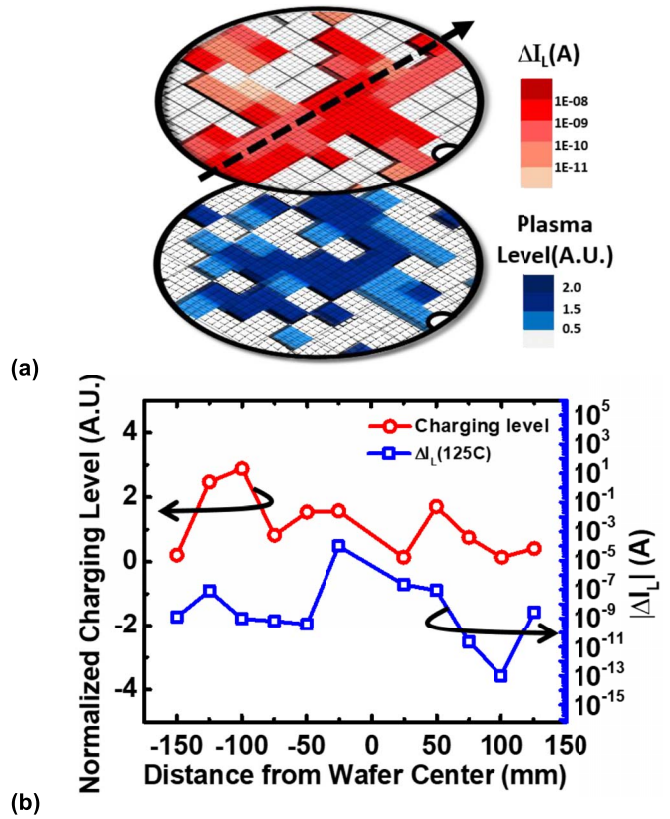 ΔI_L(A)
1E-08
1E-09
1E-10
1E-11
Plasma
Level(A.U.)
2.0
1.5
0.5
(a)
Normalized Charging Level (A.U.)
4
2
0
-2
-4
Charging level
ΔI_L(125C)
10^5
10^3
10^1
10^-1
10^-3
10^-5
10^-7
10^-9
10^-11
10^-13
10^-15
|ΔI_L| (A)
-150 -100 -50 0 50 100 150
Distance from Wafer Center (mm)
(b)